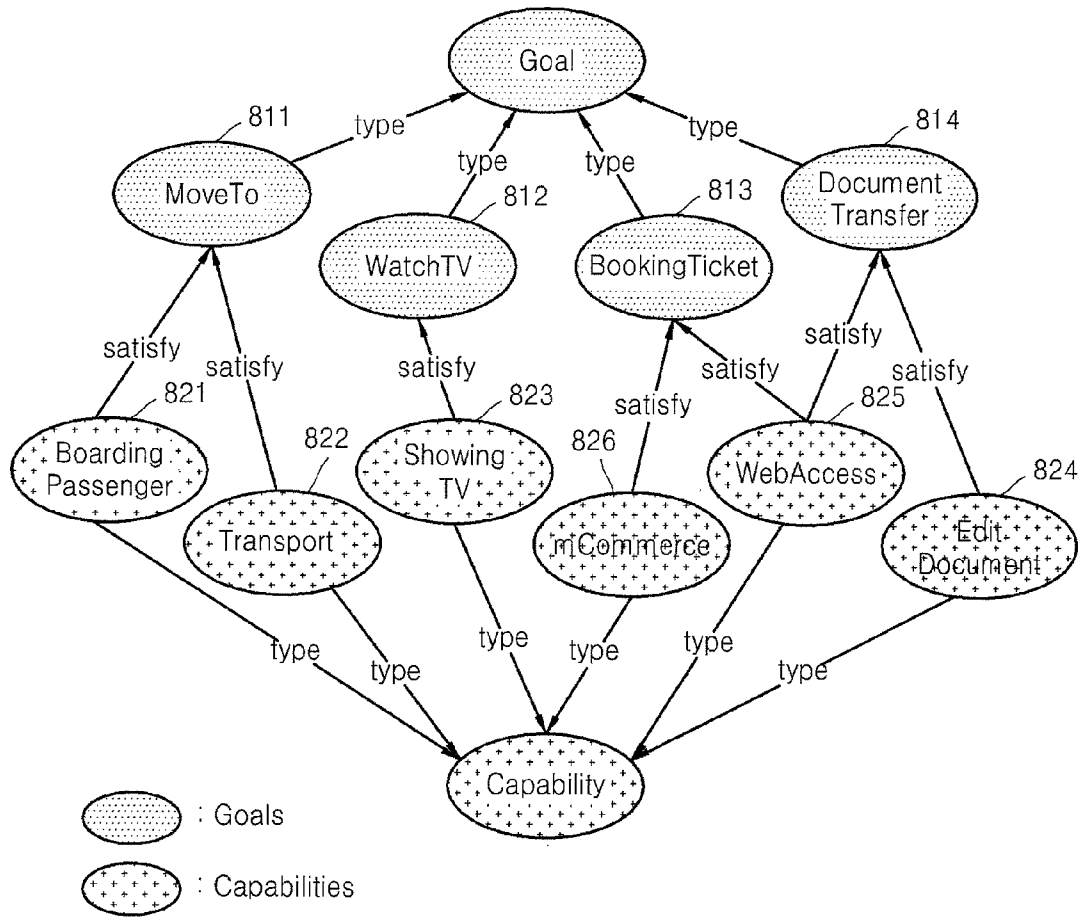 Goal
811
type
type
type
type
814
MoveTo
812
813
Document
Transfer
WatchTV
BookingTicket
satisfy
satisfy
satisfy
satisfy
satisfy
satisfy
satisfy
821
822
823
826
825
824
Boarding
Passenger
Transport
Showing
TV
mCommerce
WebAccess
Edit
Document
type
type
type
type
type
type
Capability
: Goals
: Capabilities